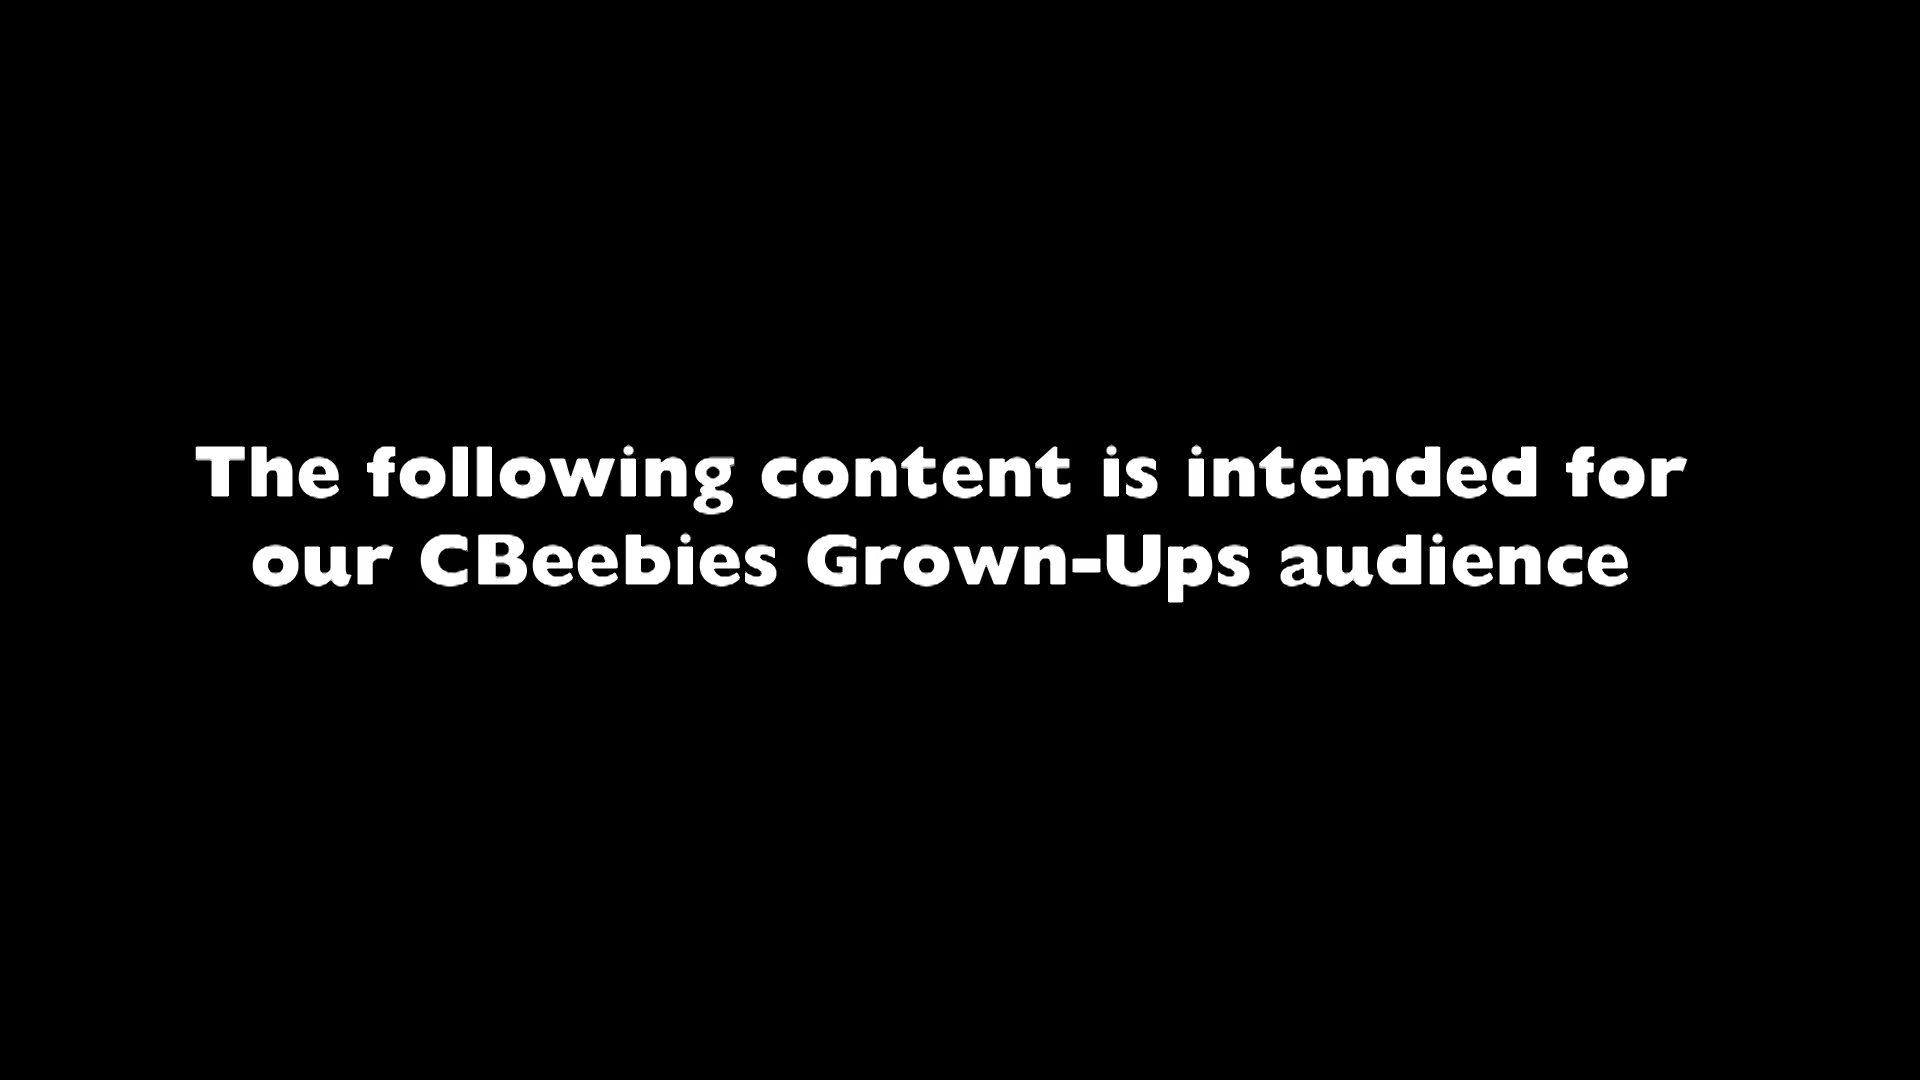 The following content is intended for
our CBeebies Grown-Ups audience